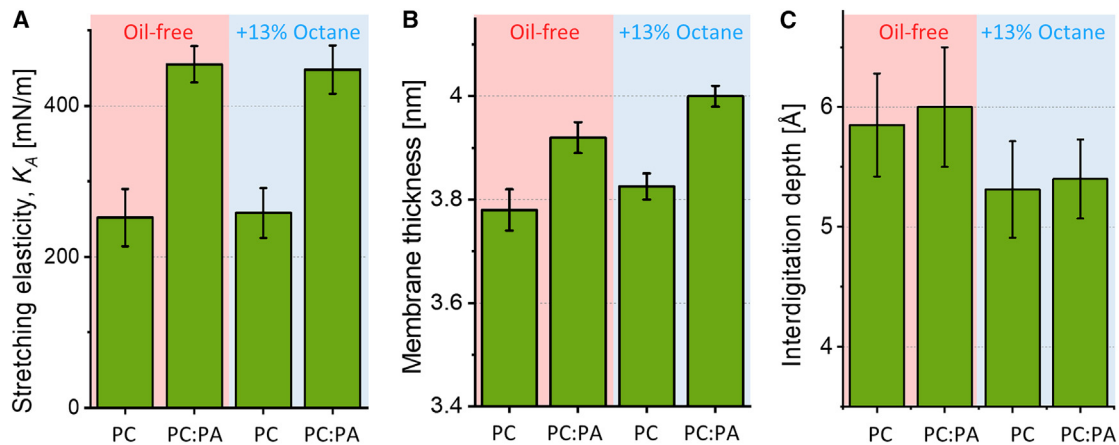 A
Stretching elasticity, K_A [mN/m]
Oil-free
+13% Octane
400
200
0
PC
PC:PA
PC
PC:PA
B
Membrane thickness [nm]
Oil-free
+13% Octane
4
3.8
3.6
3.4
PC
PC:PA
PC
PC:PA
C
Interdigitation depth [Å]
Oil-free
+13% Octane
6
5
4
PC
PC:PA
PC
PC:PA